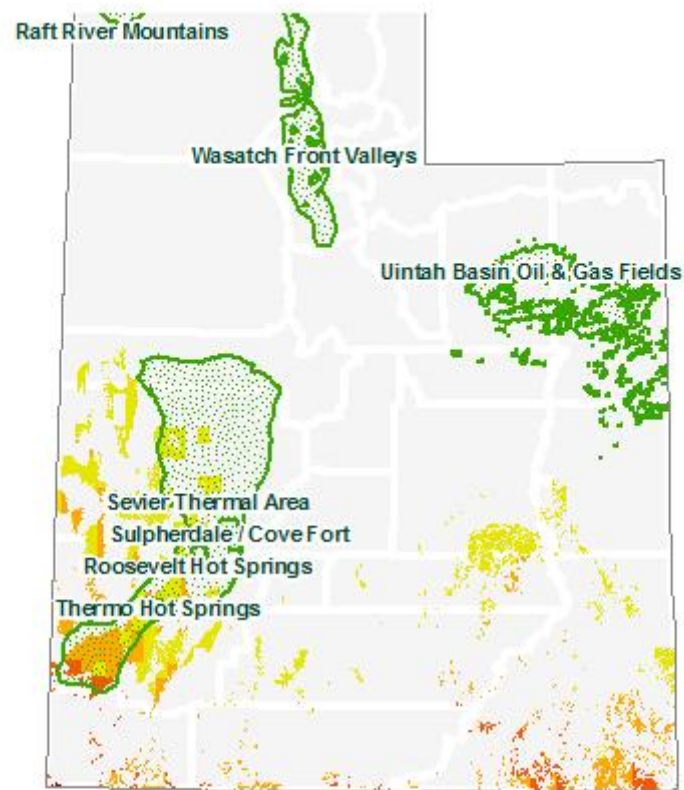 Raft River Mountains
Wasatch Front Valleys
Uintah Basin Oil & Gas Fields
Sevier Thermal Area
Sulpherdale / Cove Fort
Roosevelt Hot Springs
Thermo Hot Springs